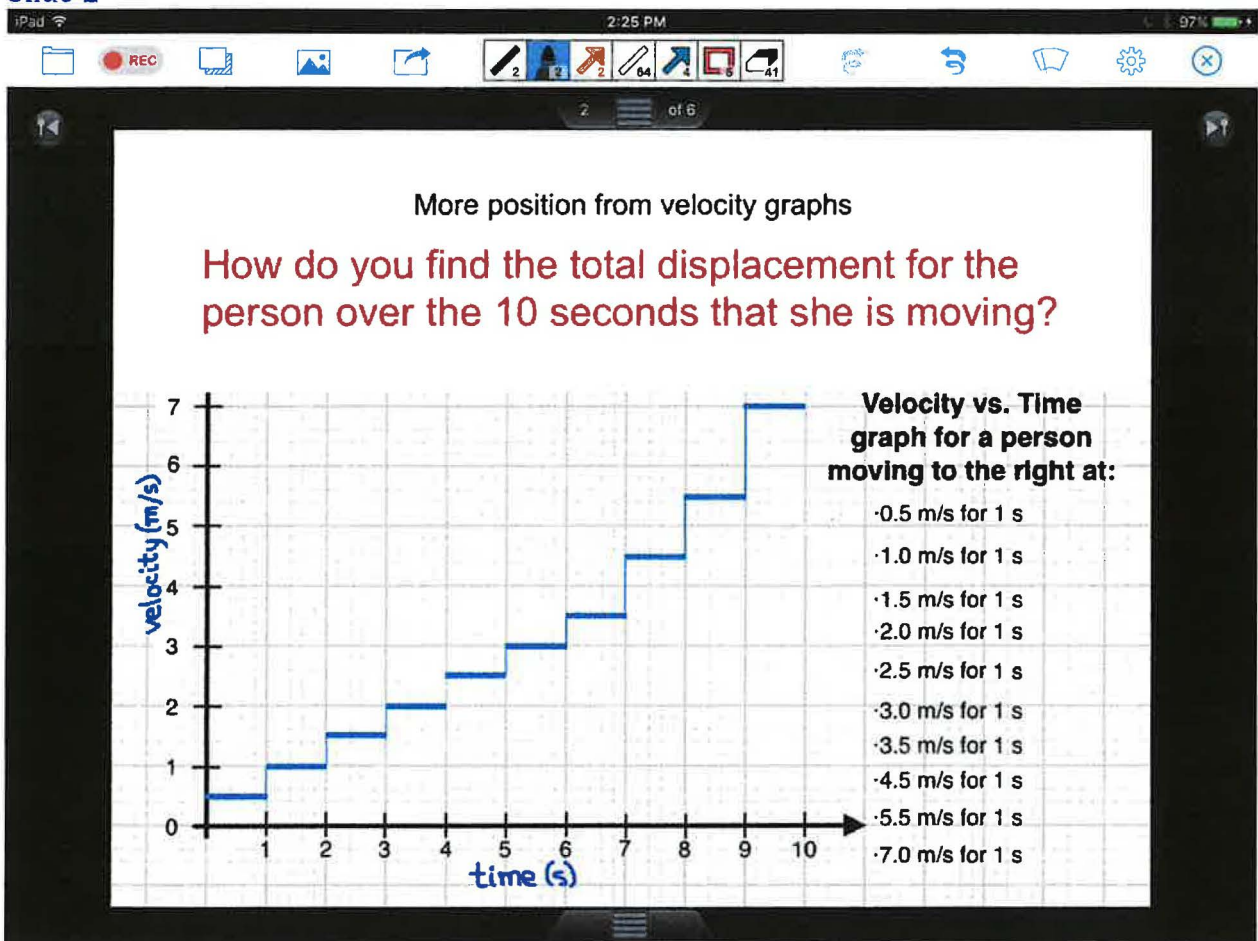 iPad
2:25 PM
97%
REC
2
2
2
64
4
5
41
2 of 6
More position from velocity graphs
How do you find the total displacement for the
person over the 10 seconds that she is moving?
Velocity vs. Time
graph for a person
moving to the right at:
·0.5 m/s for 1 s
·1.0 m/s for 1 s
·1.5 m/s for 1 s
·2.0 m/s for 1 s
·2.5 m/s for 1 s
·3.0 m/s for 1 s
·3.5 m/s for 1 s
·4.5 m/s for 1 s
·5.5 m/s for 1 s
·7.0 m/s for 1 s
velocity (m/s)
7
6
5
4
3
2
1
0
1 2 3 4 5 6 7 8 9 10
time (s)